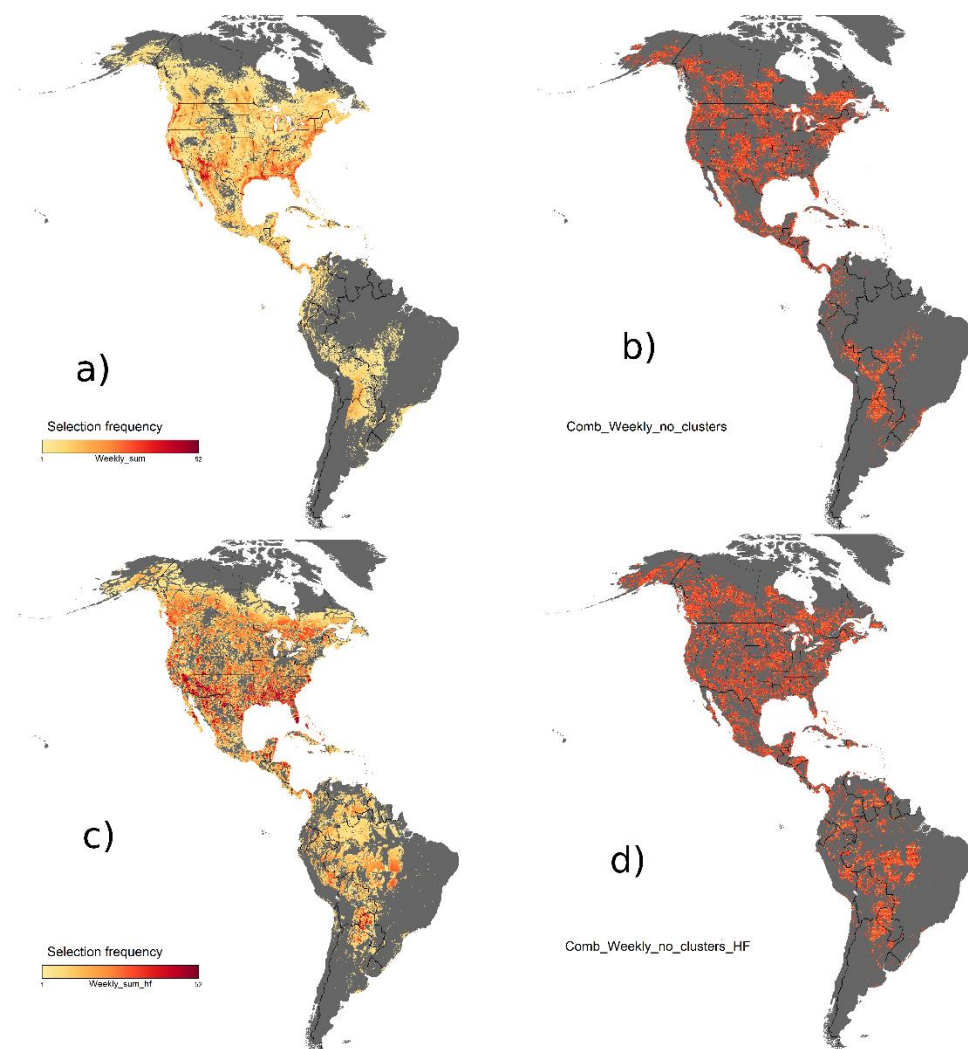 a)
Selection frequency
1 52
Weekly_sum
b)
Comb_Weekly_no_clusters
c)
Selection frequency
1 52
Weekly_sum_hf
d)
Comb_Weekly_no_clusters_HF